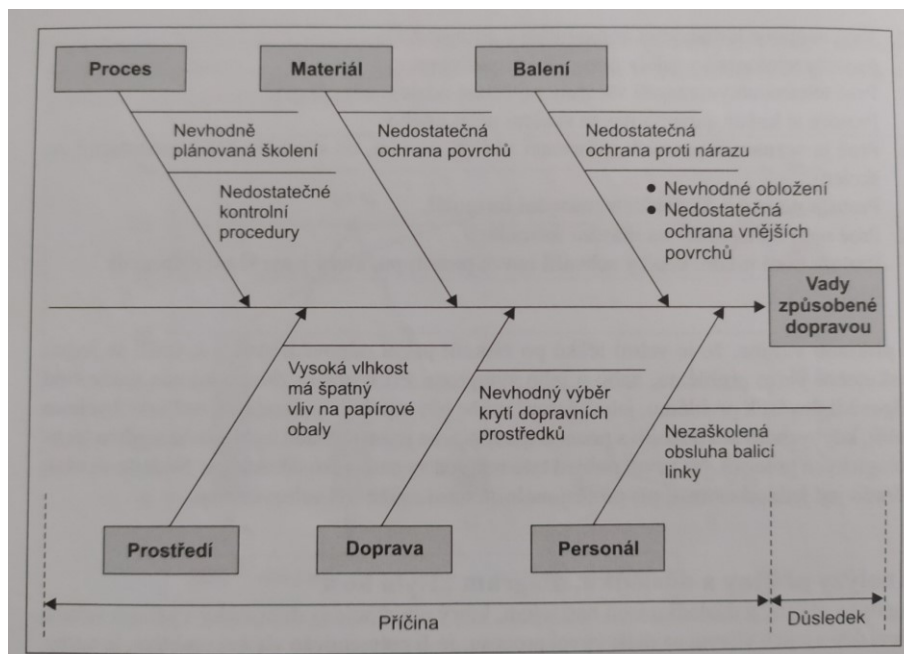 Proces
Materiál
Balení
Nevhodně
plánovaná školení
Nedostatečné
kontrolní
procedury
Nedostatečná
ochrana povrchů
Nedostatečná
ochrana proti nárazu
● Nevhodné obložení
● Nedostatečná
ochrana vnějších
povrchů
Vady
způsobené
dopravou
Vysoká vlhkost
má špatný
vliv na papírové
obaly
Nevhodný výběr
krytí dopravních
prostředků
Nezaškolená
obsluha balicí
linky
Prostředí
Doprava
Personál
Příčina
Důsledek